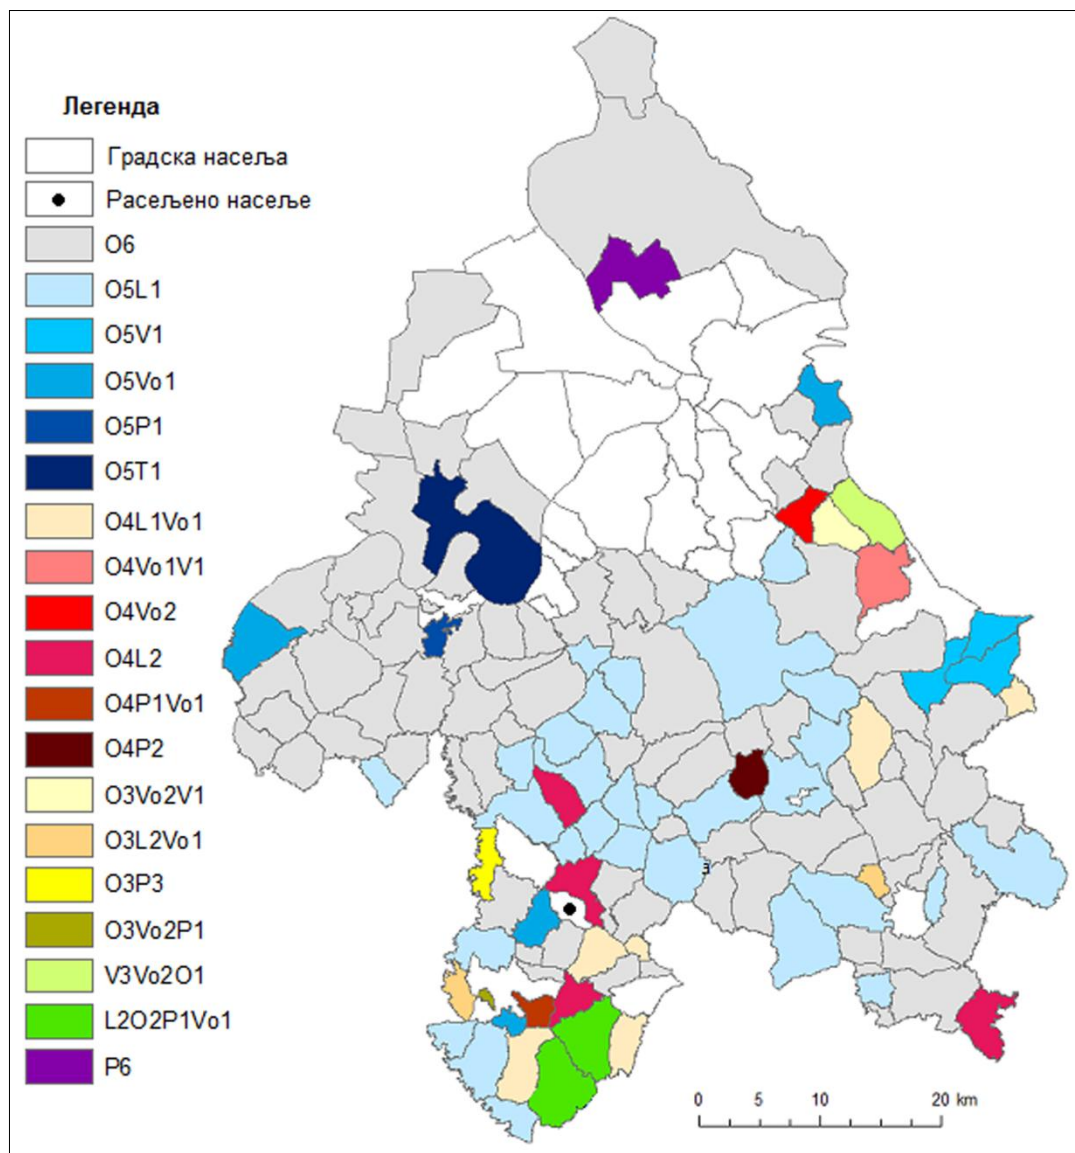 Легенда
Градска насеља
Расељено насеље
O6
O5L1
O5V1
O5Vo1
O5P1
O5T1
O4L1Vo1
O4Vo1V1
O4Vo2
O4L2
O4P1Vo1
O4P2
O3Vo2V1
O3L2Vo1
O3P3
O3Vo2P1
V3Vo2O1
L2O2P1Vo1
P6
0 5 10 20 km